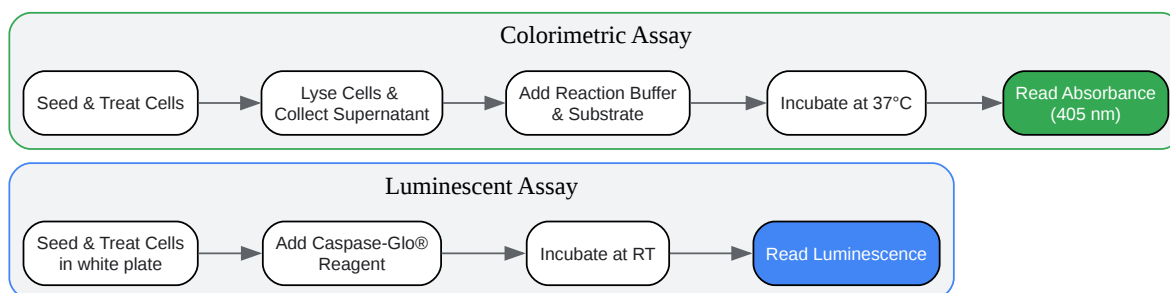 Colorimetric Assay
Seed & Treat Cells
Lyse Cells &
Collect Supernatant
Add Reaction Buffer
& Substrate
Incubate at 37°C
Read Absorbance
(405 nm)
Luminescent Assay
Seed & Treat Cells
in white plate
Add Caspase-Glo®
Reagent
Incubate at RT
Read Luminescence